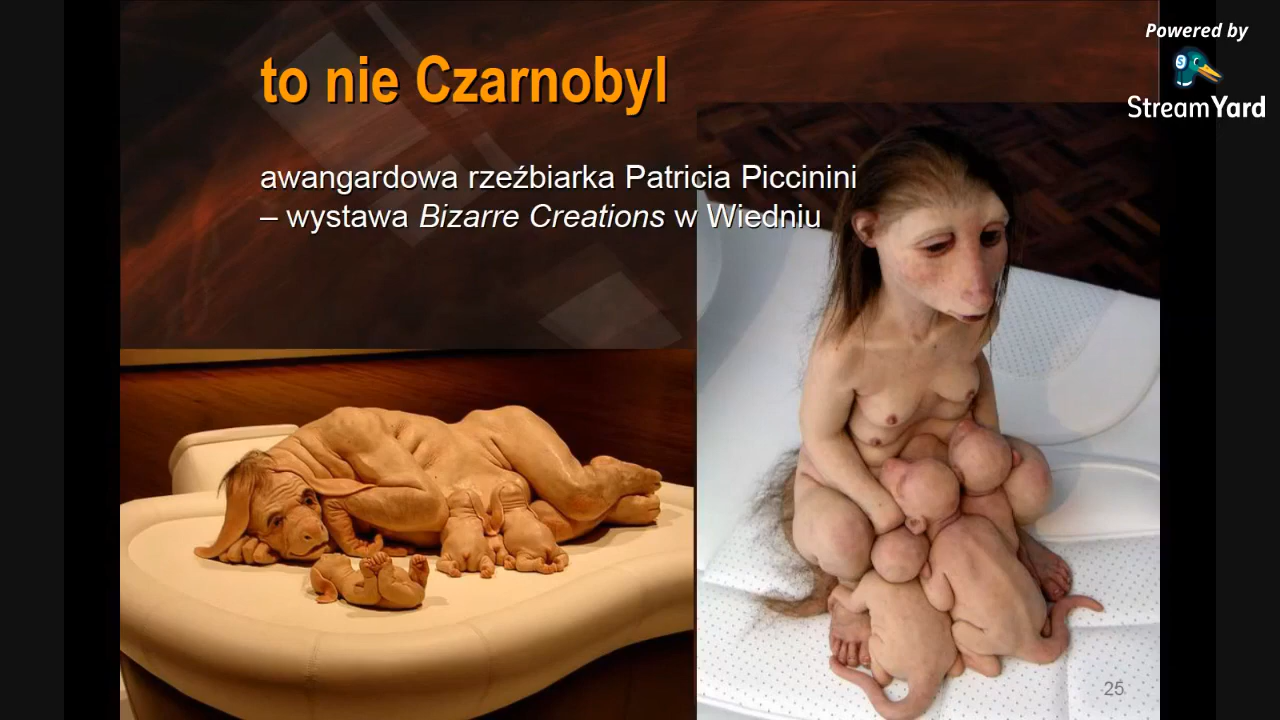 Powered by
StreamYard
to nie Czarnobyl
awangardowa rzeźbiarka Patricia Piccinini
– wystawa Bizarre Creations w Wiedniu
25